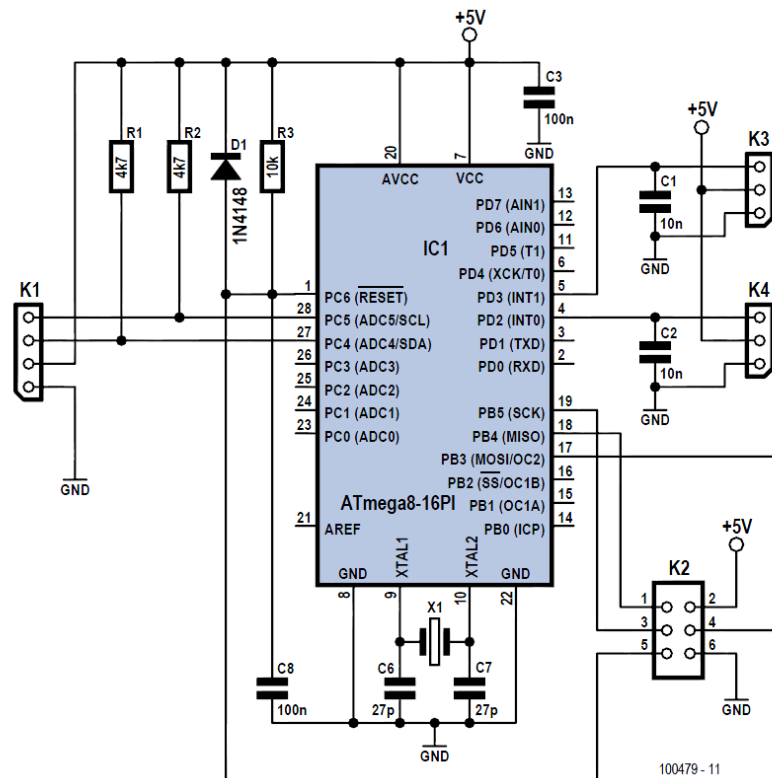 +5V
C3
100n
GND
+5V
K3
R1
4k7
R2
4k7
D1
1N4148
R3
10k
20
7
AVCC
VCC
IC1
PD7 (AIN1) 13
PD6 (AIN0) 12
PD5 (T1) 11
PD4 (XCK/T0) 6
PD3 (INT1) 5
PD2 (INT0) 4
PD1 (TXD) 3
PD0 (RXD) 2
PB5 (SCK) 19
PB4 (MISO) 18
PB3 (MOSI/OC2) 17
PB2 (SS/OC1B) 16
PB1 (OC1A) 15
PB0 (ICP) 14
1 PC6 (RESET)
28 PC5 (ADC5/SCL)
27 PC4 (ADC4/SDA)
26 PC3 (ADC3)
25 PC2 (ADC2)
24 PC1 (ADC1)
23 PC0 (ADC0)
ATmega8-16PI
21 AREF
GND
XTAL1
XTAL2
GND
8
9
10
22
C1
10n
GND
K4
C2
10n
GND
K1
GND
X1
C8
100n
C6
27p
C7
27p
GND
+5V
K2
1
2
3
4
5
6
GND
100479 - 11